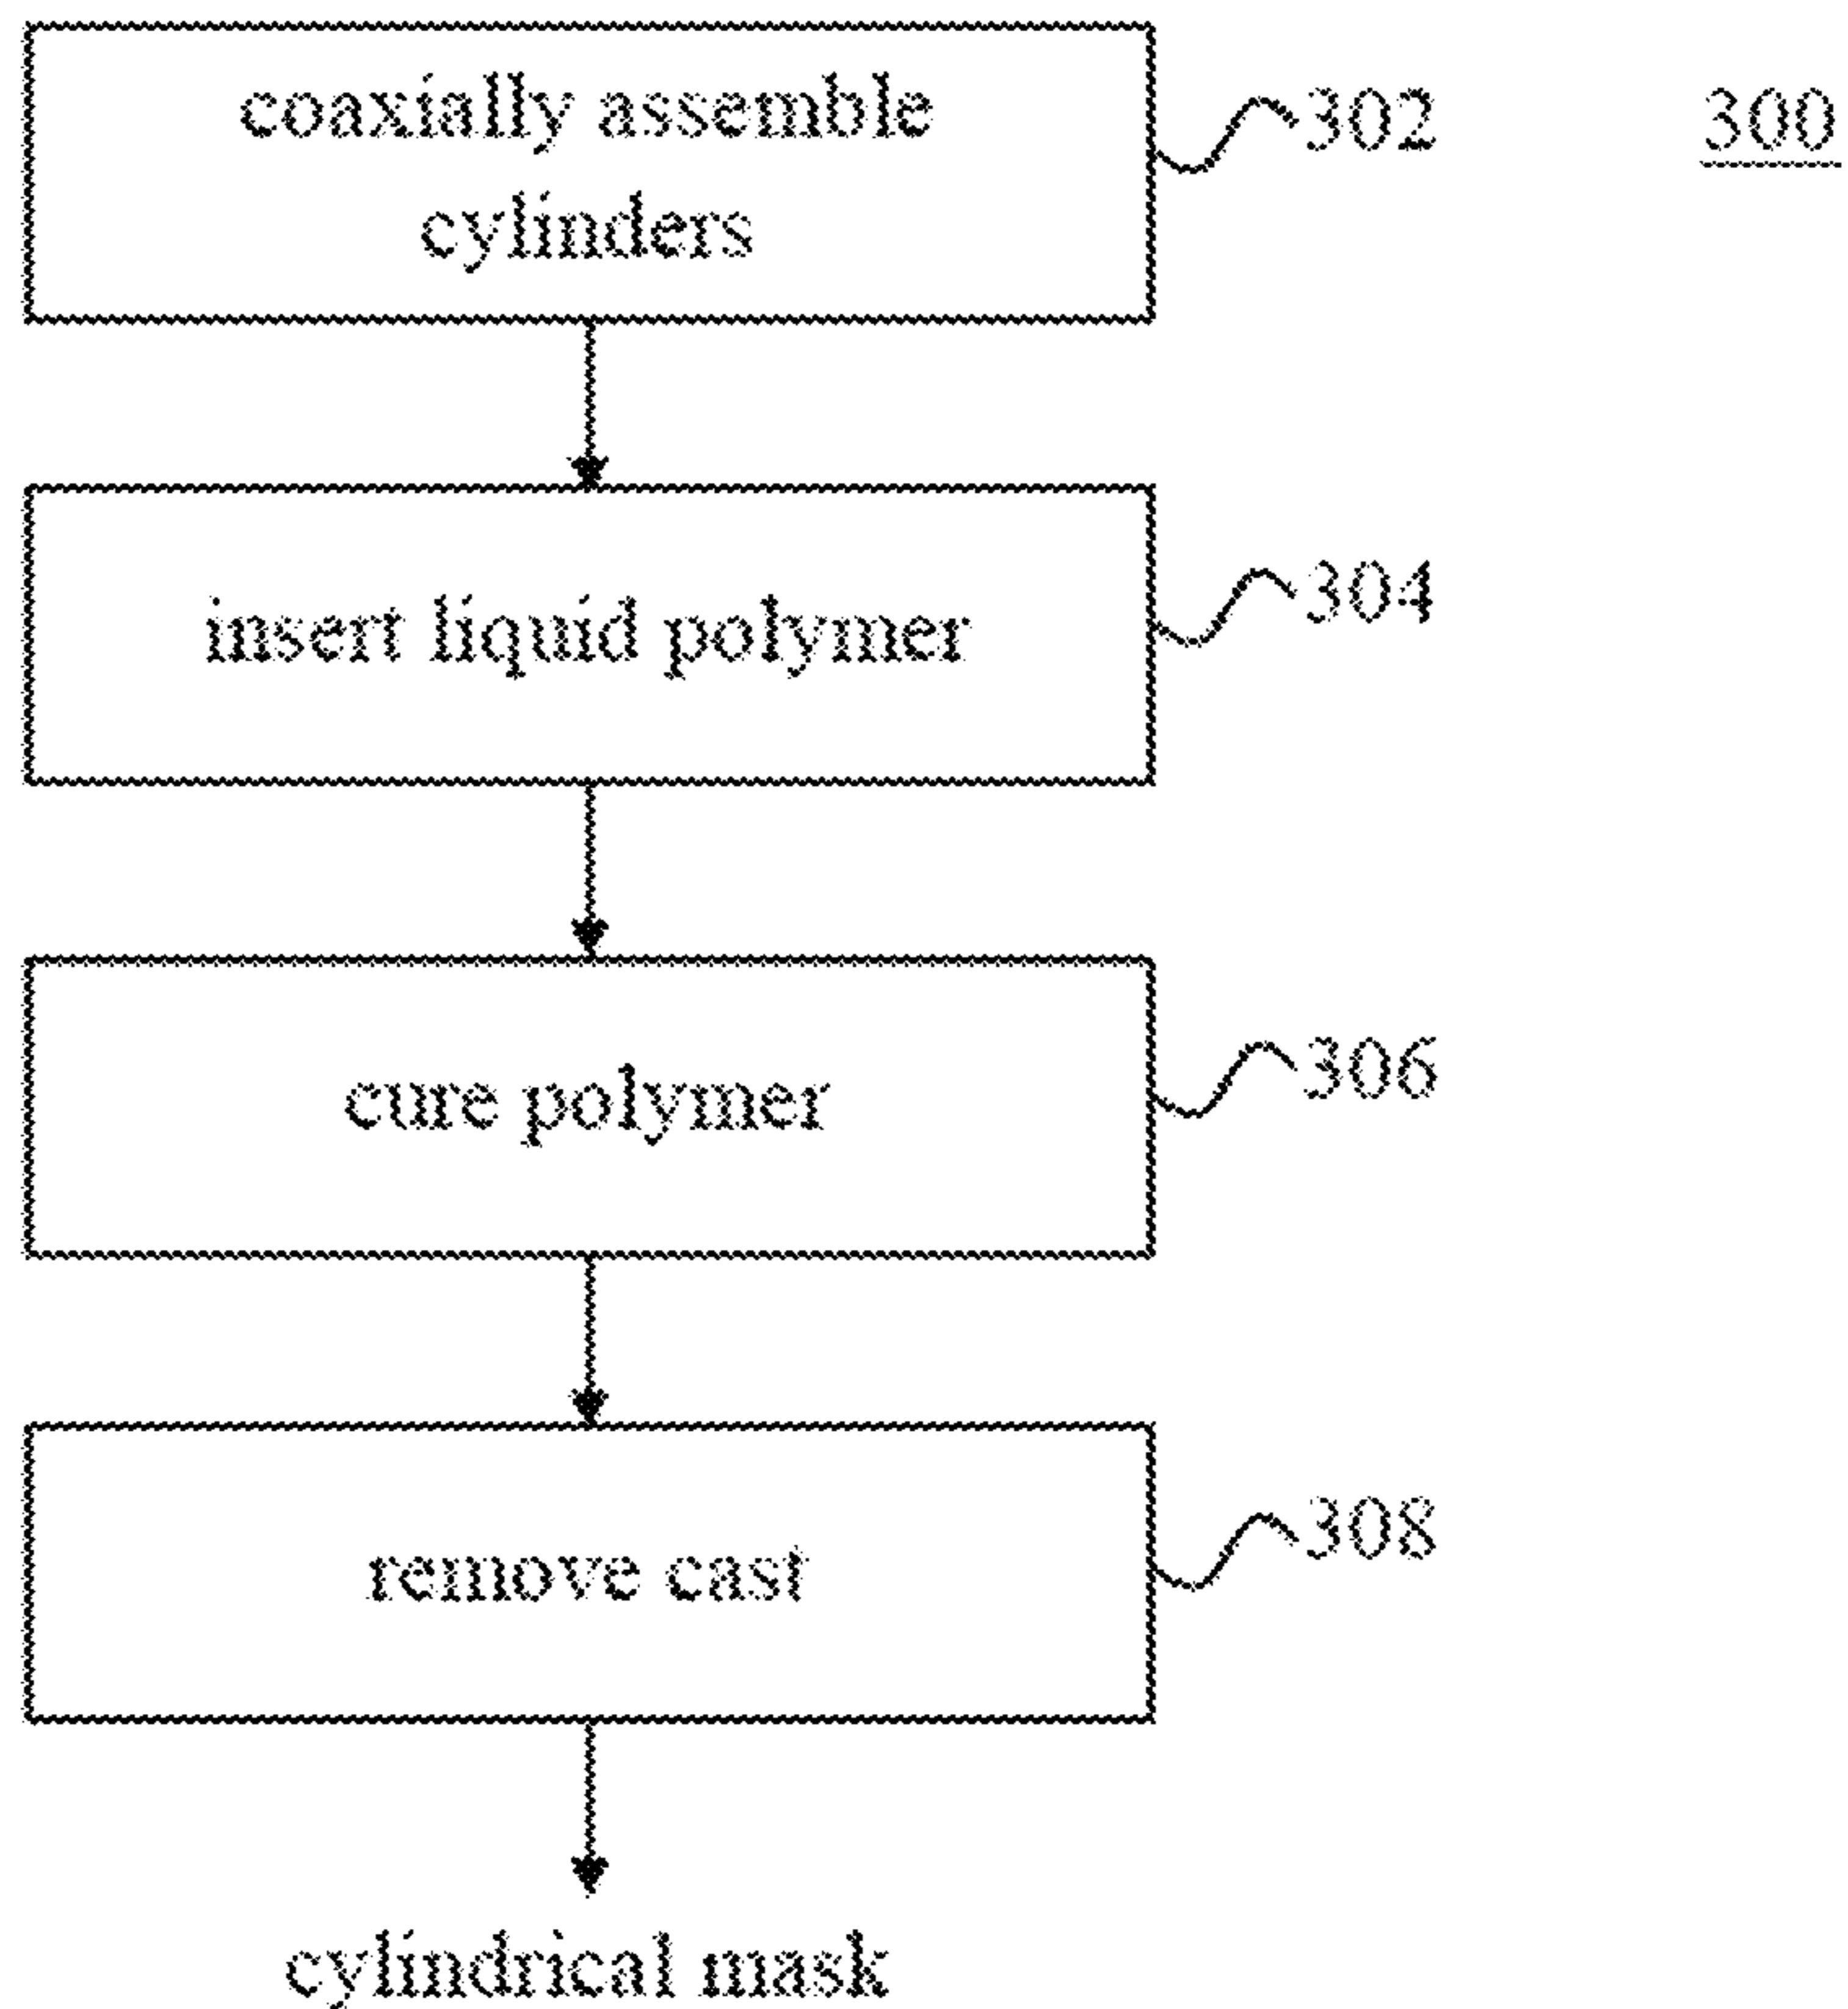 coaxially assemble
cylinders
302
300
insert liquid polymer
304
cure polymer
306
remove cast
308
cylindrical mask